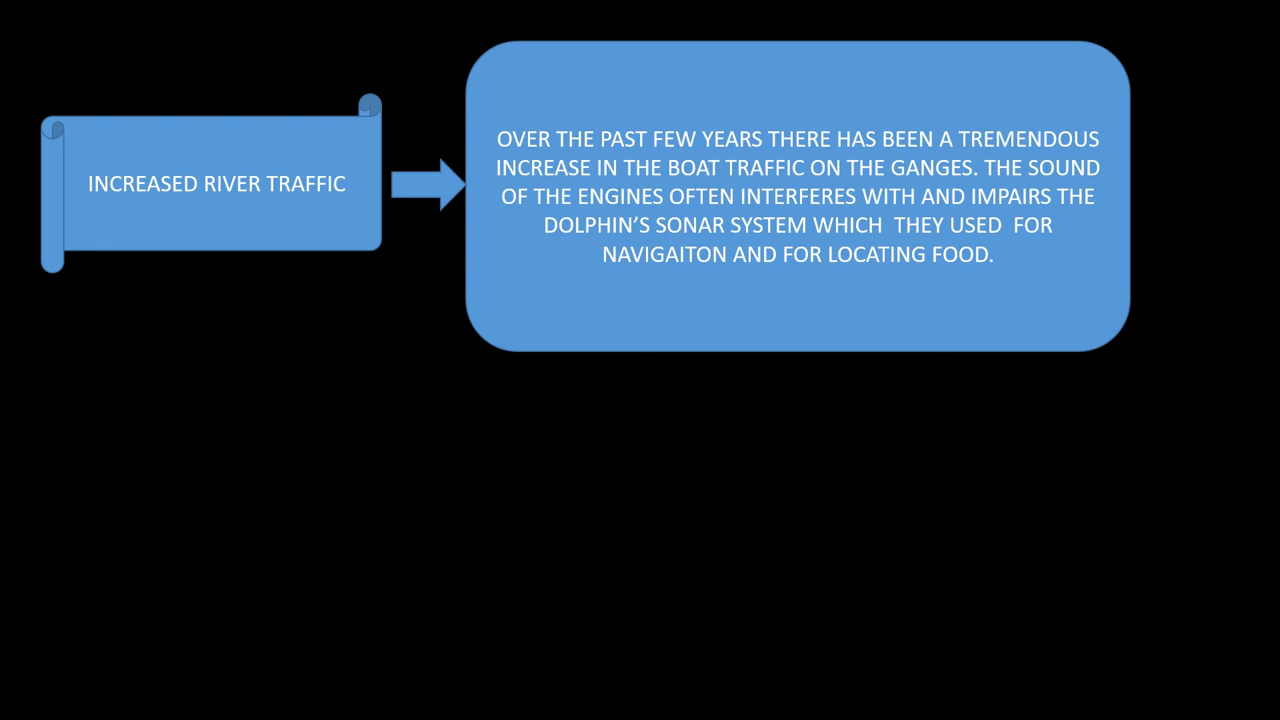 INCREASED RIVER TRAFFIC
OVER THE PAST FEW YEARS THERE HAS BEEN A TREMENDOUS
INCREASE IN THE BOAT TRAFFIC ON THE GANGES. THE SOUND
OF THE ENGINES OFTEN INTERFERES WITH AND IMPAIRS THE
DOLPHIN’S SONAR SYSTEM WHICH  THEY USED  FOR
NAVIGAITON AND FOR LOCATING FOOD.